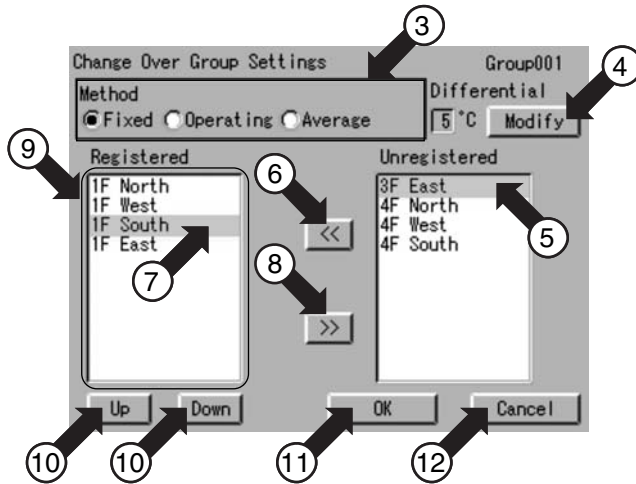 3
Change Over Group Settings Group001
4
Method
Differential
Fixed Operating Average
5 °C Modify
9
Registered
Unregistered
6
1F North
1F West
1F South
1F East
3F East
4F North
4F West
4F South
<<
5
7
8
>>
Up Down OK Cancel
10 10 11 12